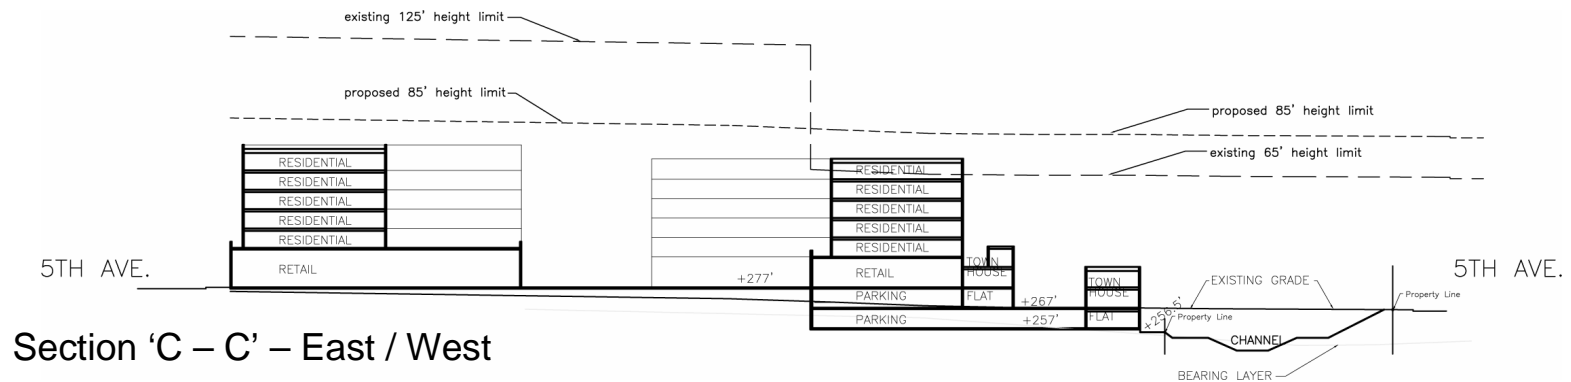 existing 125' height limit
proposed 85' height limit
proposed 85' height limit
existing 65' height limit
RESIDENTIAL
RESIDENTIAL
RESIDENTIAL
RESIDENTIAL
RESIDENTIAL
RETAIL
RESIDENTIAL
RESIDENTIAL
RESIDENTIAL
RESIDENTIAL
RESIDENTIAL
RETAIL
PARKING
PARKING
TOWN
HOUSE
FLAT
TOWN
HOUSE
FLAT
5TH AVE.
5TH AVE.
+277'
+267'
+257'
+256.5'
EXISTING GRADE
Property Line
Property Line
CHANNEL
BEARING LAYER
Section ‘C – C’ – East / West